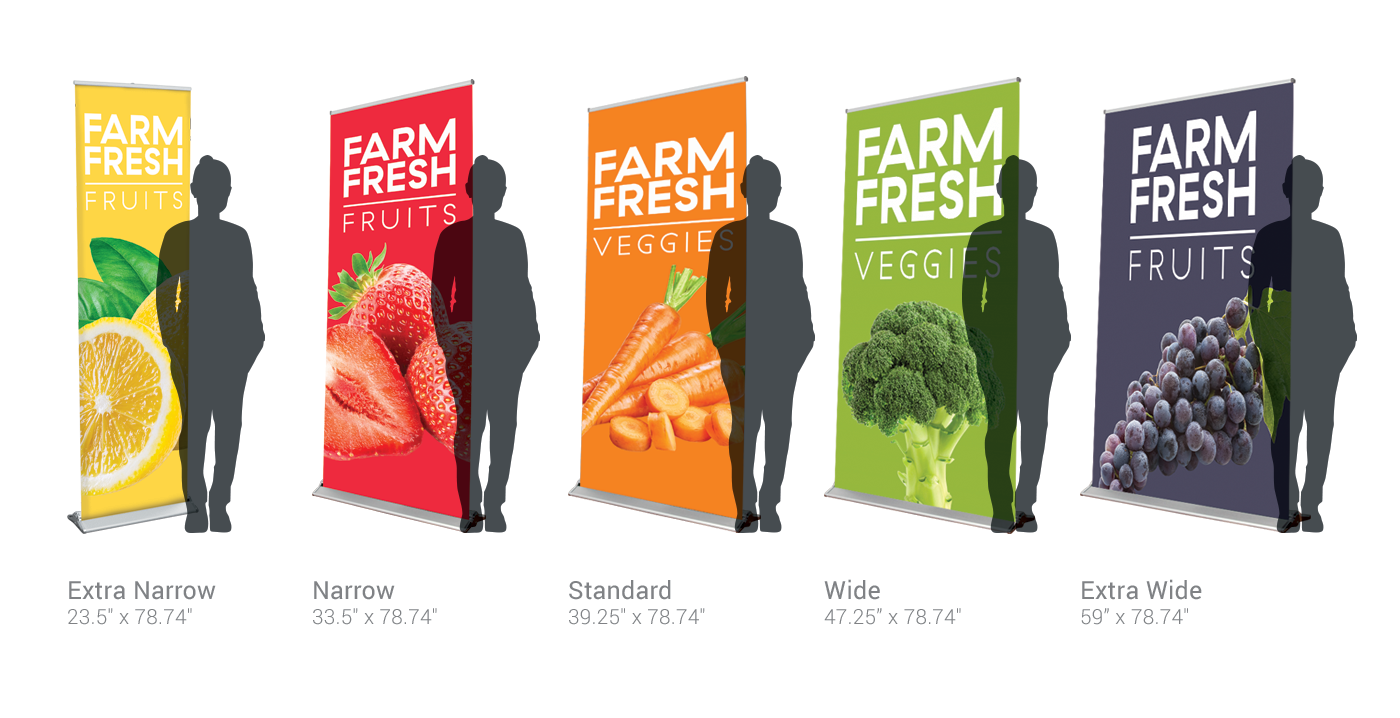 FARM
FRESH
FRUITS
FARM
FRESH
FRUITS
FARM
FRESH
VEGGIES
FARM
FRESH
VEGGIES
FARM
FRESH
FRUITS
Extra Narrow
23.5" x 78.74"
Narrow
33.5" x 78.74"
Standard
39.25" x 78.74"
Wide
47.25” x 78.74"
Extra Wide
59” x 78.74"